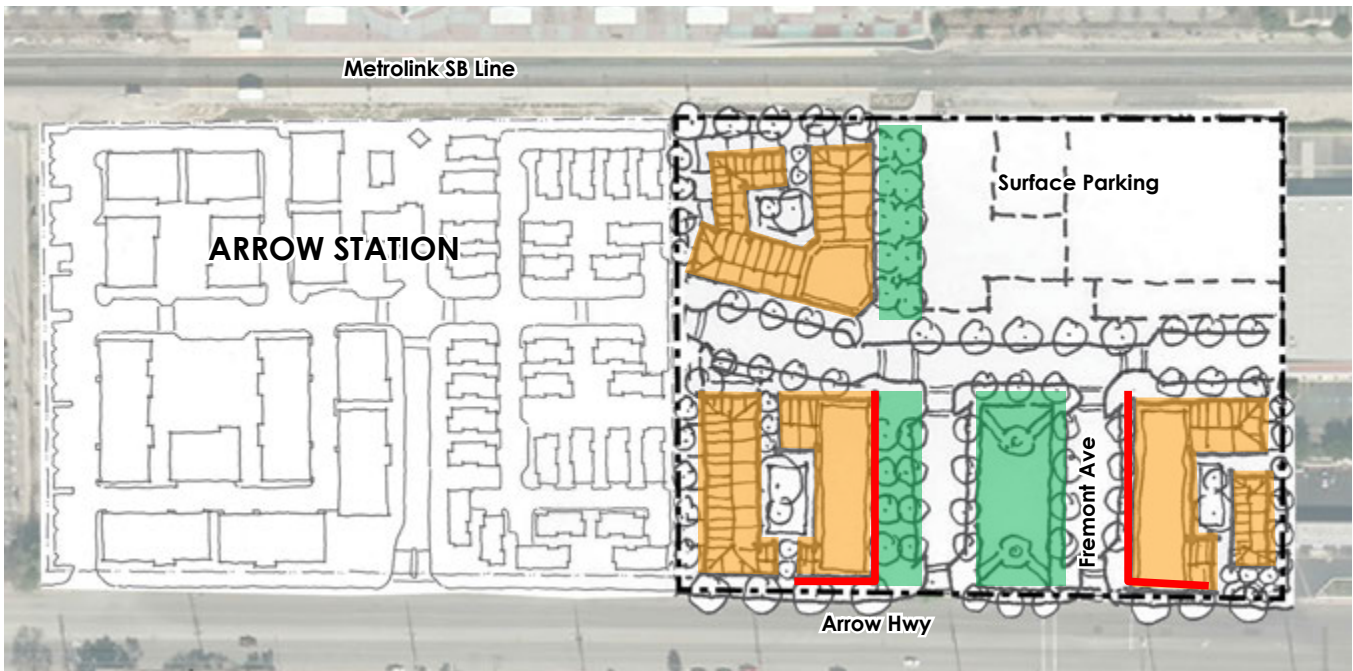 Metrolink SB Line
Surface Parking
ARROW STATION
Fremont Ave
Arrow Hwy